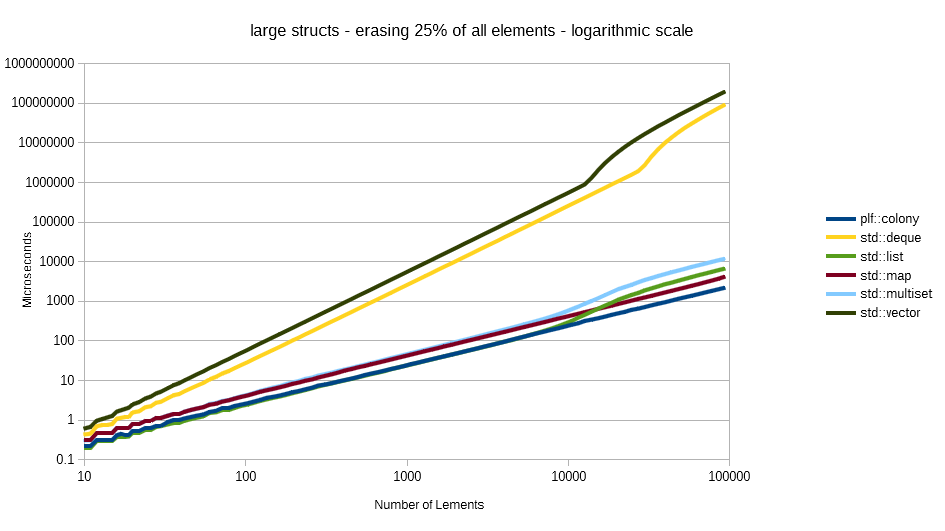 large structs - erasing 25% of all elements - logarithmic scale
1000000000
100000000
10000000
1000000
100000
10000
1000
100
10
1
0.1
Microseconds
10 100 1000 10000 100000
Number of Lements
plf::colony
std::deque
std::list
std::map
std::multiset
std::vector